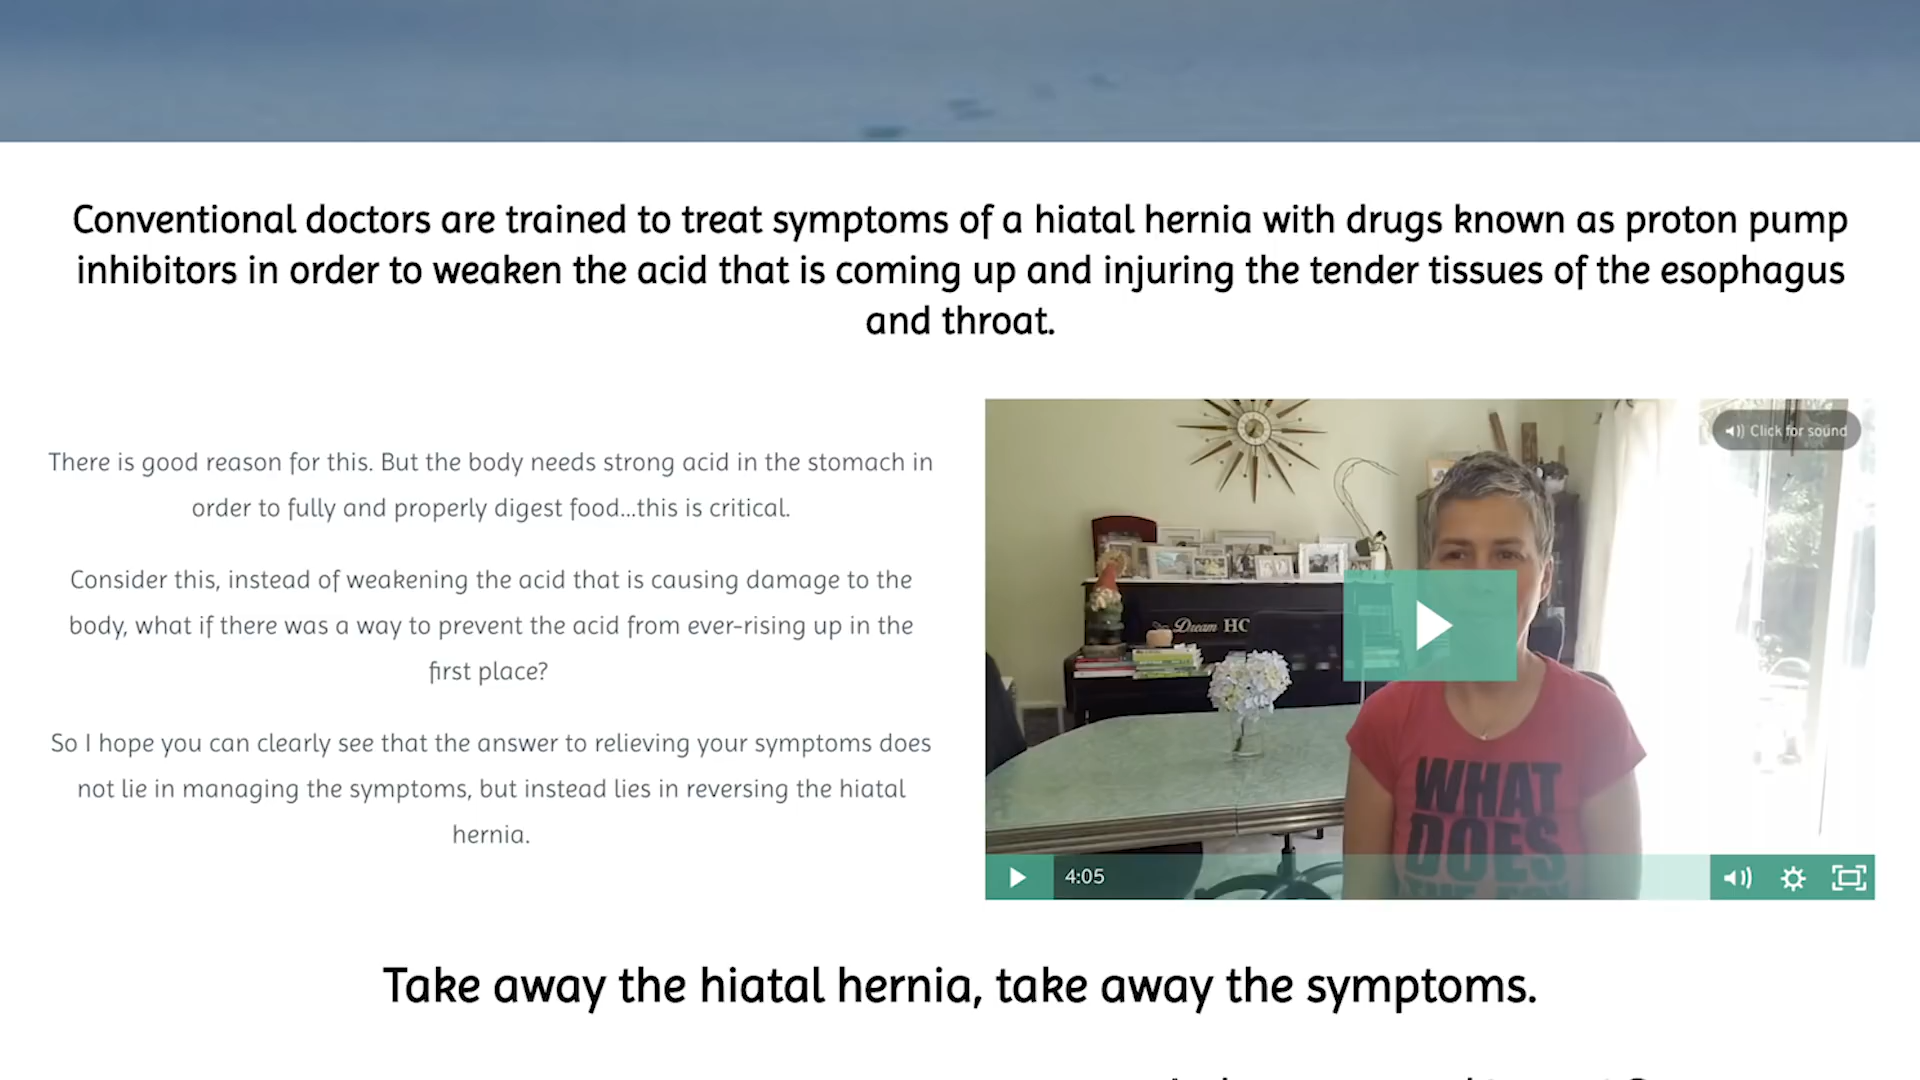 Conventional doctors are trained to treat symptoms of a hiatal hernia with drugs known as proton pump
inhibitors in order to weaken the acid that is coming up and injuring the tender tissues of the esophagus
and throat.
There is good reason for this. But the body needs strong acid in the stomach in
order to fully and properly digest food...this is critical.
Consider this, instead of weakening the acid that is causing damage to the
body, what if there was a way to prevent the acid from ever-rising up in the
first place?
So I hope you can clearly see that the answer to relieving your symptoms does
not lie in managing the symptoms, but instead lies in reversing the hiatal
hernia.
Click for sound
Dream HO
WHAT
DOES
4:05
Take away the hiatal hernia, take away the symptoms.